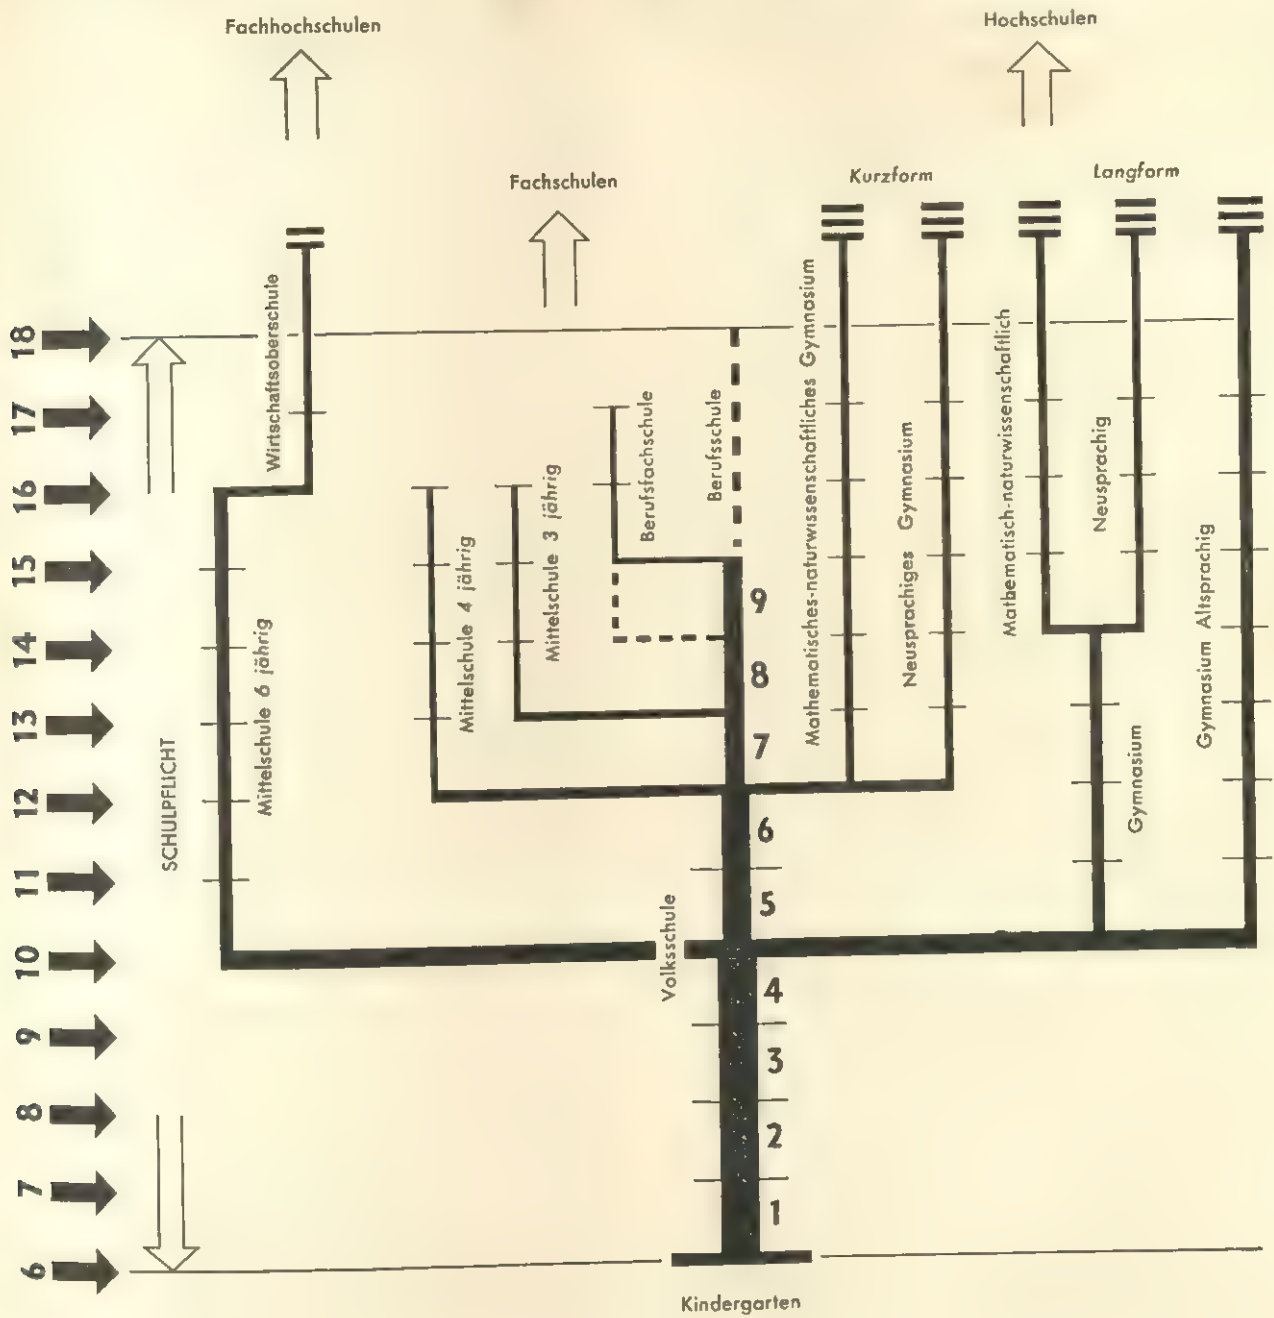 Fachhochschulen
Hochschulen
Fachschulen
Kurzform
Langform
Wirtschaftsoberschule
Mittelschule 6 jährig
Mittelschule 4 jährig
Mittelschule 3 jährig
Berufsfachschule
Berufsschule
Mathematisches-naturwissenschaftliches Gymnasium
Neusprachiges Gymnasium
Mathematisch-naturwissenschaftlich
Neusprachig
Gymnasium
Gymnasium Altsprachig
SCHULPFLICHT
Volksschule
18
17
16
15
14
13
12
11
10
9
8
7
6
9
8
7
6
5
4
3
2
1
Kindergarten